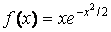 f(x) = xe^{-x^2/2}